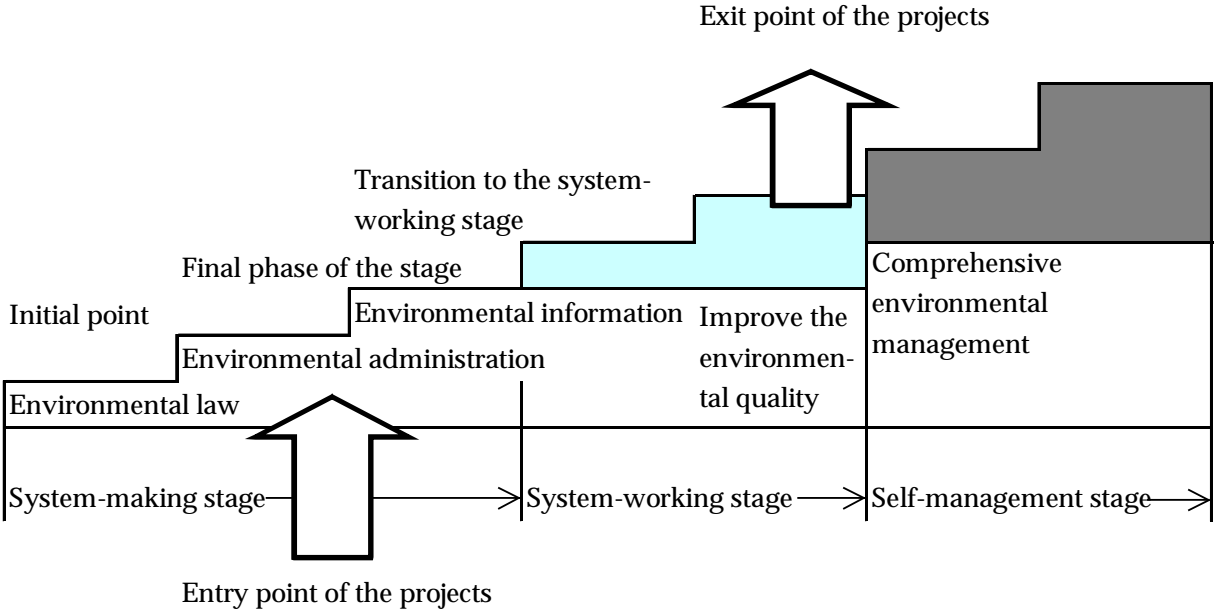 Exit point of the projects
Transition to the system-
working stage
Final phase of the stage
Initial point
Environmental information
Environmental administration
Environmental law
Improve the
environmen-
tal quality
Comprehensive
environmental
management
System-making stage
System-working stage
Self-management stage
Entry point of the projects